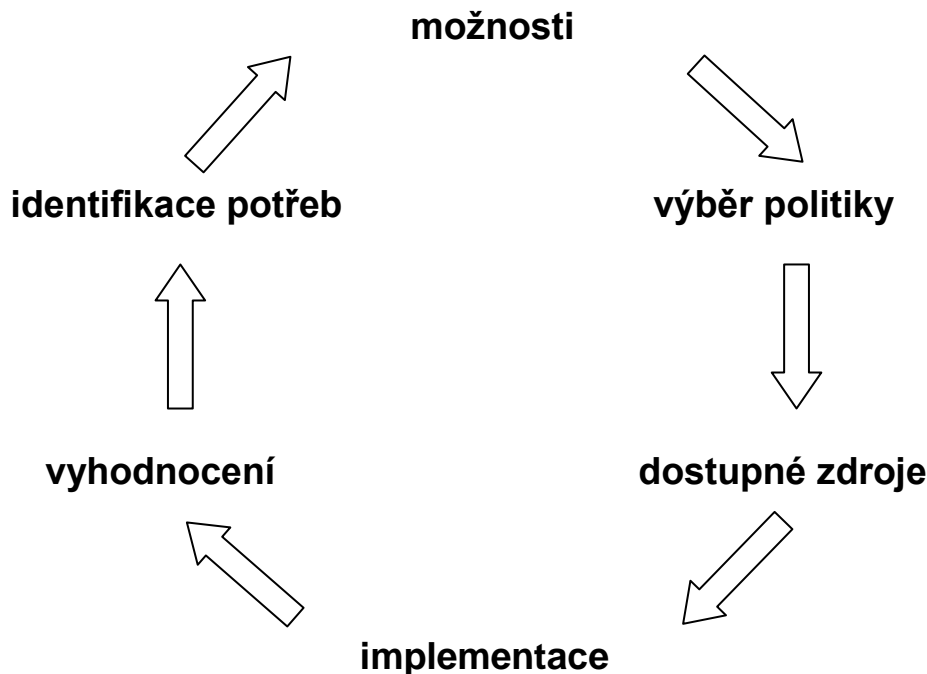 možnosti
identifikace potřeb
výběr politiky
vyhodnocení
dostupné zdroje
implementace